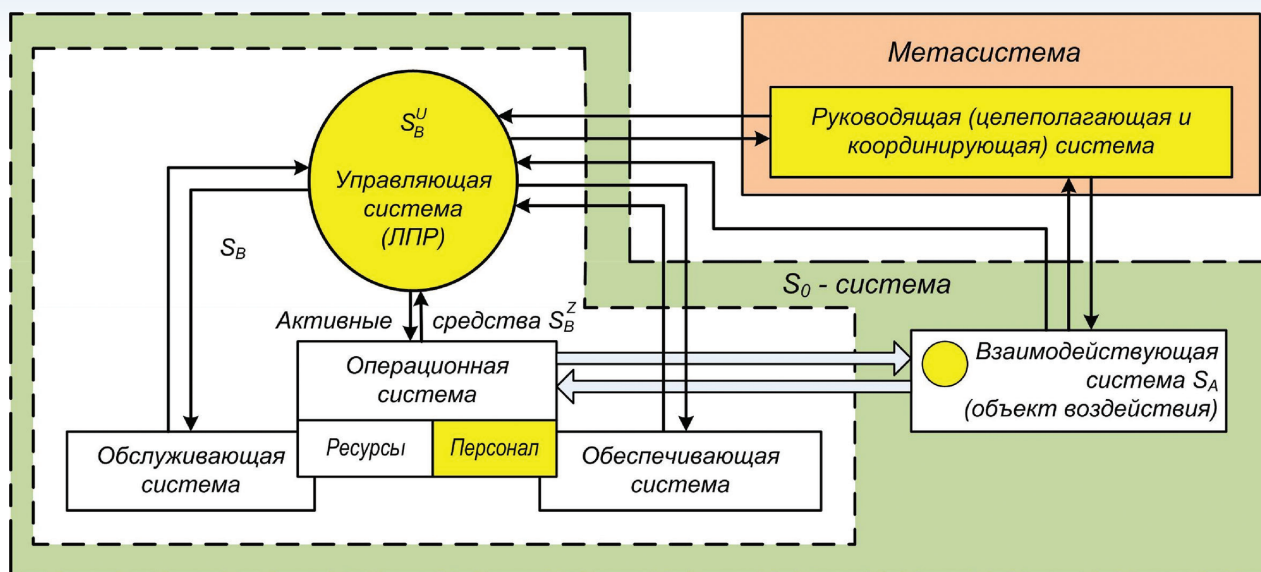 Метасистема
Руководящая (целеполагающая и
координирующая) система
S_B^U
Управляющая
система
(ЛПР)
S_B
S_0 - система
Активные средства S_B^Z
Операционная
система
Ресурсы
Персонал
Обслуживающая
система
Обеспечивающая
система
Взаимодействующая
система S_A
(объект воздействия)